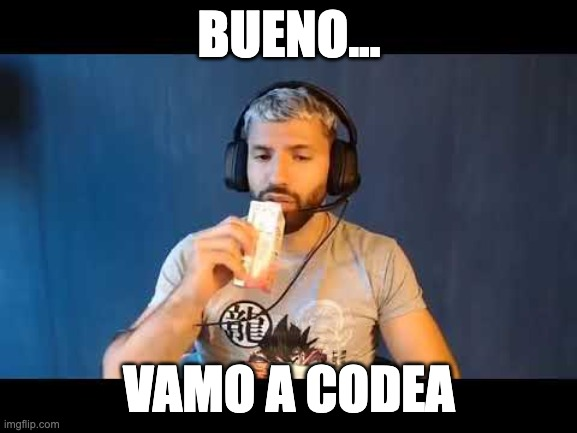 BUENO...
龍
VAMO A CODEA
imgflip.com